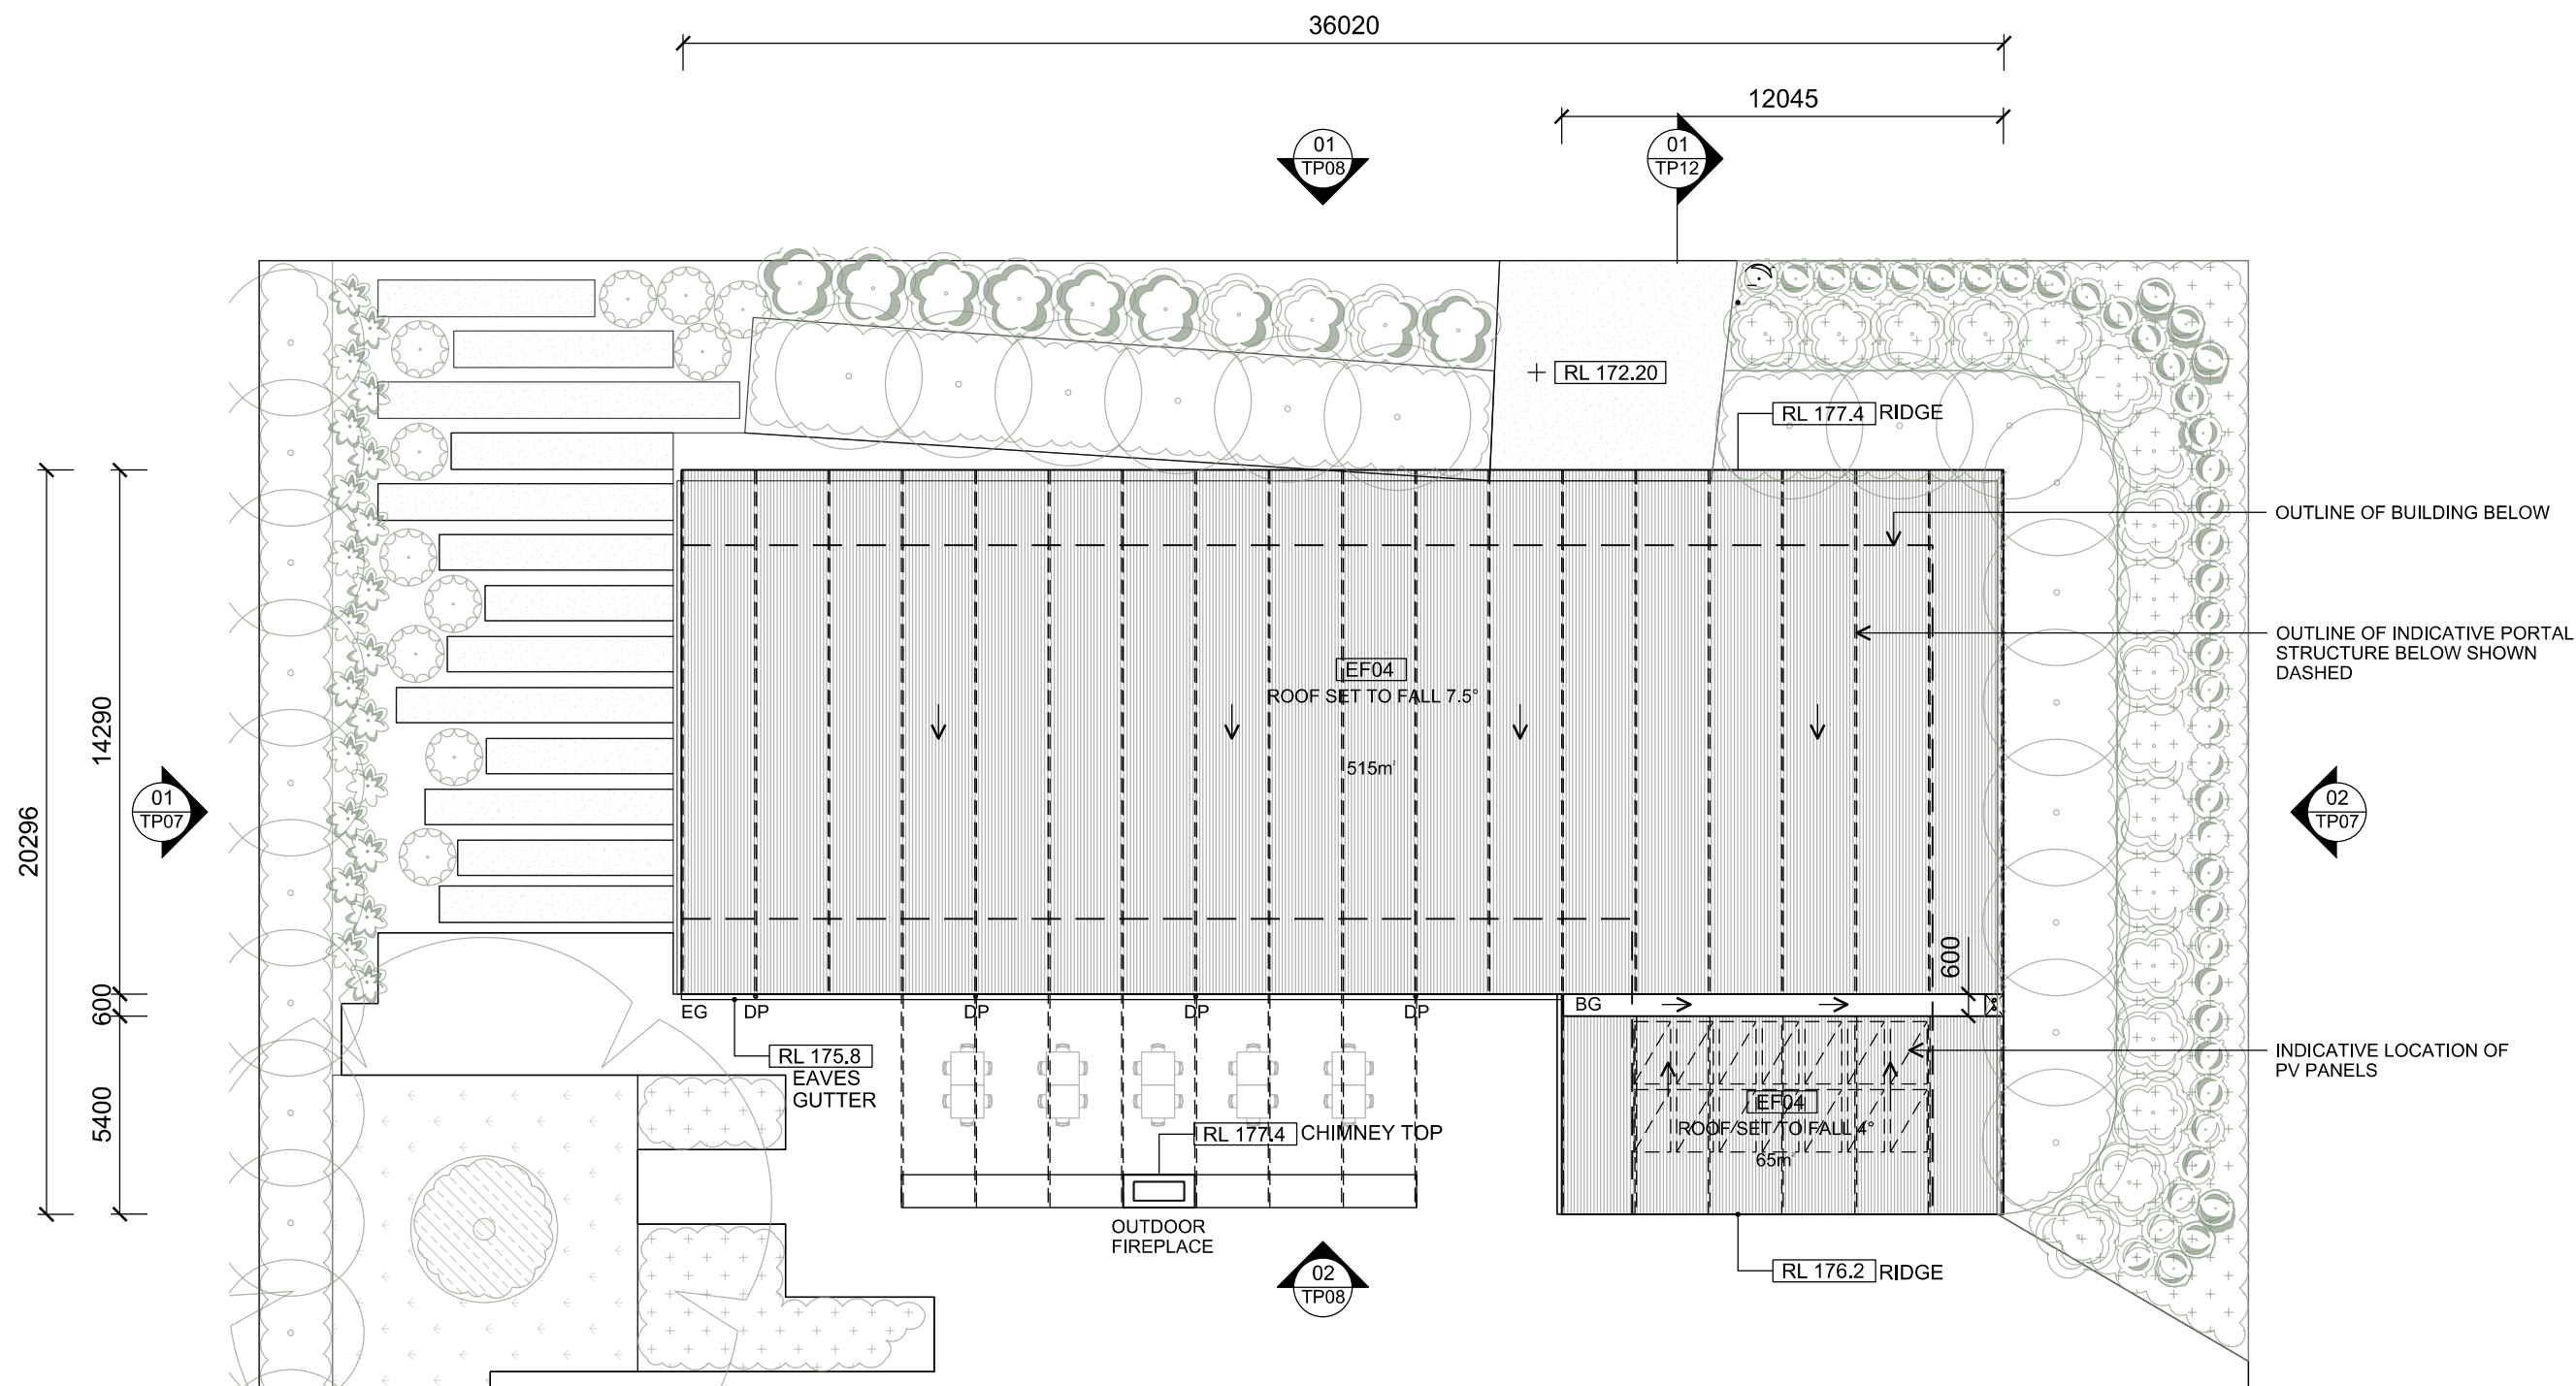 36020
12045
01
TP08
01
TP12
RL 172.20
RL 177.4 RIDGE
OUTLINE OF BUILDING BELOW
OUTLINE OF INDICATIVE PORTAL
STRUCTURE BELOW SHOWN
DASHED
EF04
ROOF SET TO FALL 7.5°
515m²
14290
20296
600
5400
01
TP07
02
TP07
600
EG
DP
DP
DP
DP
BG
RL 175.8
EAVES
GUTTER
INDICATIVE LOCATION OF
PV PANELS
EF04
ROOF SET TO FALL 4°
65m²
RL 177.4 CHIMNEY TOP
OUTDOOR
FIREPLACE
02
TP08
RL 176.2 RIDGE